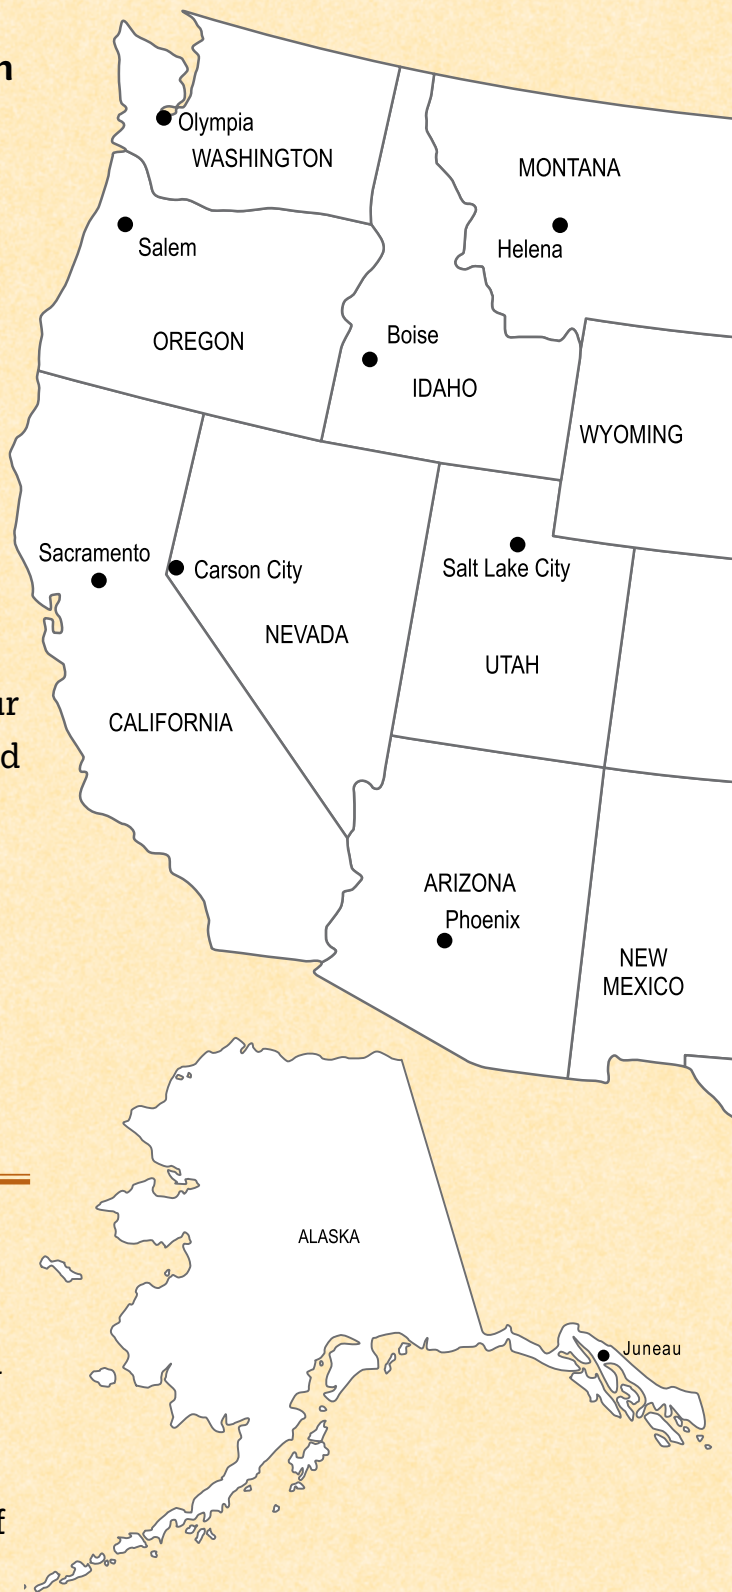 n
Olympia
WASHINGTON
MONTANA
Helena
Salem
OREGON
Boise
IDAHO
WYOMING
Sacramento
Carson City
Salt Lake City
NEVADA
UTAH
ur
CALIFORNIA
d
ARIZONA
Phoenix
NEW
MEXICO
ALASKA
Juneau
f